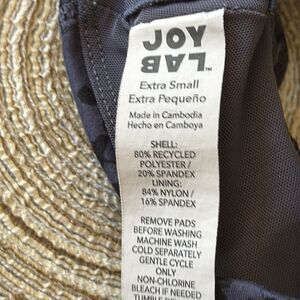 JOY
LAB™
Extra Small
Extra Pequeño
Made in Cambodia
Hecho en Camboya
SHELL:
80% RECYCLED
POLYESTER /
20% SPANDEX
LINING:
84% NYLON /
16% SPANDEX
REMOVE PADS
BEFORE WASHING
MACHINE WASH
COLD SEPARATELY
GENTLE CYCLE
ONLY
NON-CHLORINE
BLEACH IF NEEDED